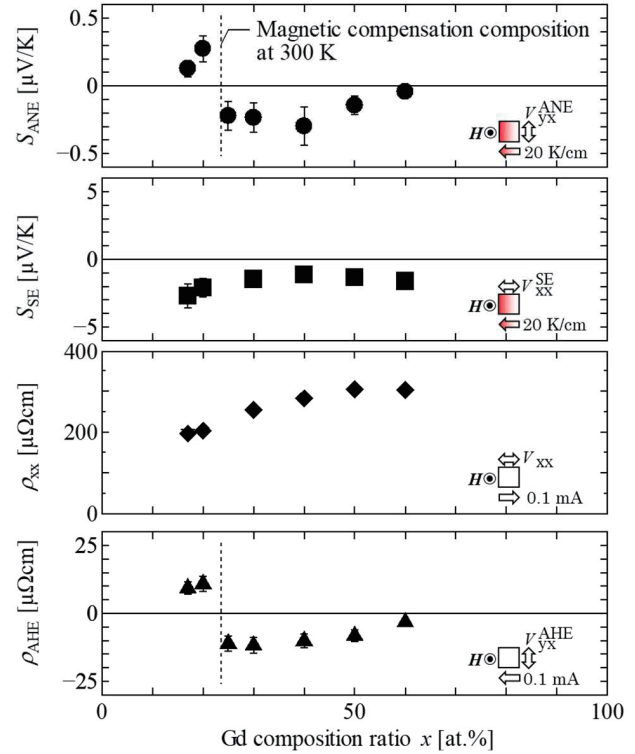 0.5
Magnetic compensation composition
at 300 K
0
−0.5
S_ANE [μV/K]
V_yx^ANE
H
20 K/cm
5
0
−5
S_SE [μV/K]
V_xx^SE
H
20 K/cm
400
200
0
ρ_xx [μΩcm]
V_xx
H
0.1 mA
25
0
−25
ρ_AHE [μΩcm]
V_yx^AHE
H
0.1 mA
0 50 100
Gd composition ratio x [at.%]